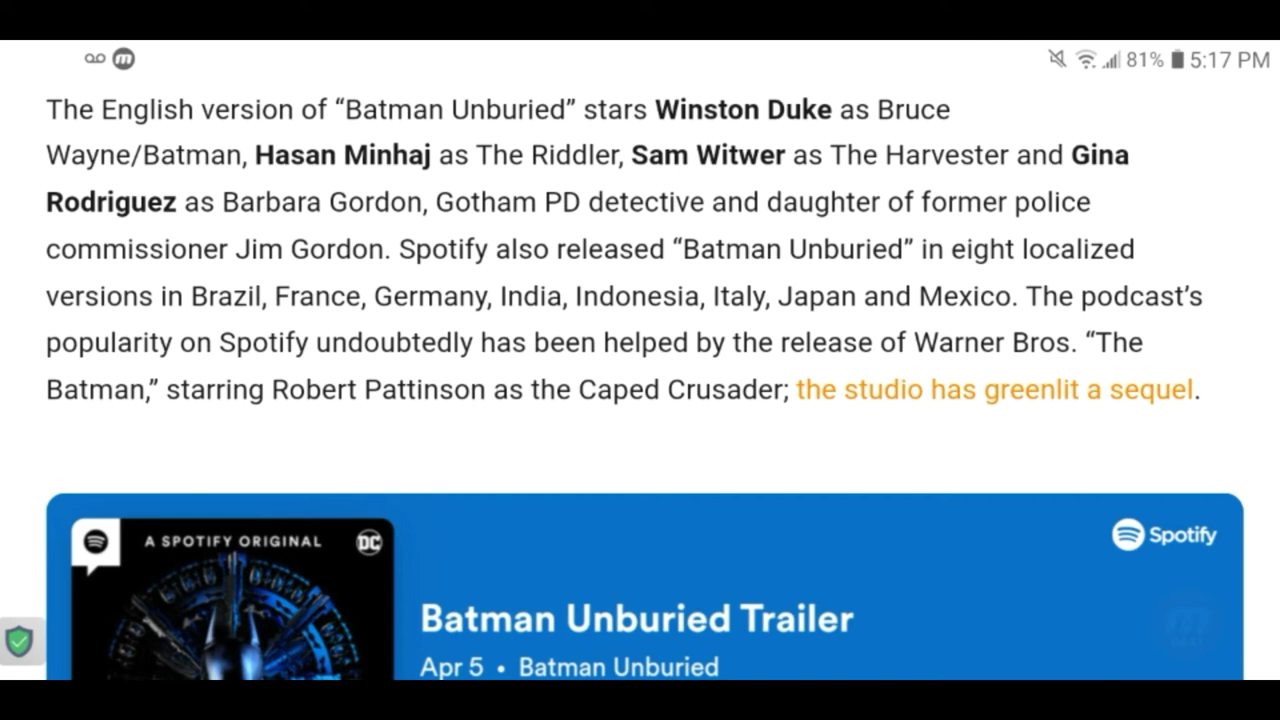 81% 5:17 PM
The English version of “Batman Unburied” stars Winston Duke as Bruce
Wayne/Batman, Hasan Minhaj as The Riddler, Sam Witwer as The Harvester and Gina
Rodriguez as Barbara Gordon, Gotham PD detective and daughter of former police
commissioner Jim Gordon. Spotify also released “Batman Unburied” in eight localized
versions in Brazil, France, Germany, India, Indonesia, Italy, Japan and Mexico. The podcast’s
popularity on Spotify undoubtedly has been helped by the release of Warner Bros. “The
Batman,” starring Robert Pattinson as the Caped Crusader; the studio has greenlit a sequel.
A SPOTIFY ORIGINAL
DC
Spotify
Batman Unburied Trailer
Apr 5 • Batman Unburied